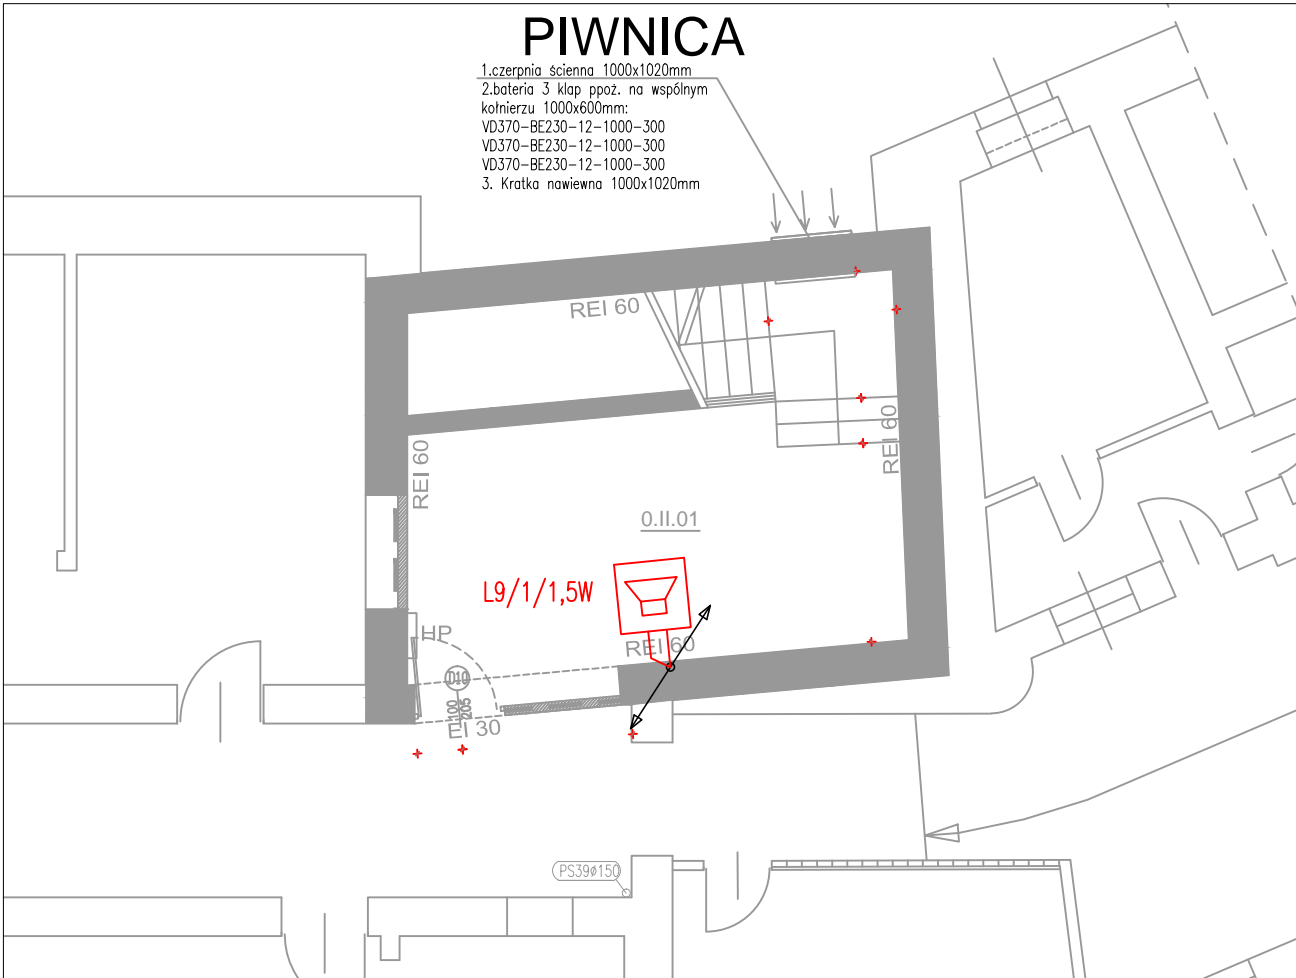 PIWNICA
1.czerpnia ścienna 1000x1020mm
2.bateria 3 klap ppoż. na wspólnym
kołnierzu 1000x600mm:
VD370-BE230-12-1000-300
VD370-BE230-12-1000-300
VD370-BE230-12-1000-300
3. Kratka nawiewna 1000x1020mm
REI 60
REI 60
REI 60
0.II.01
L9/1/1,5W
HP
REI 60
D10
100
205
EI 30
PS39ø150